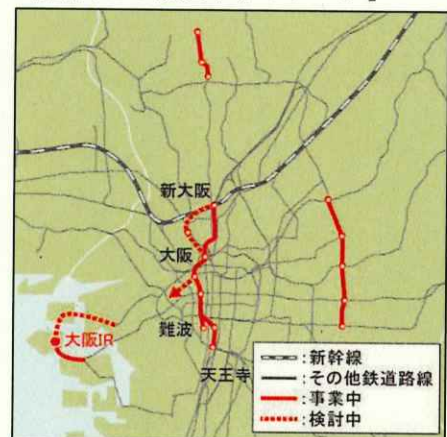 新大阪
大阪
大阪IR
難波
天王寺
:新幹線
:その他鉄道路線
:事業中
:検討中